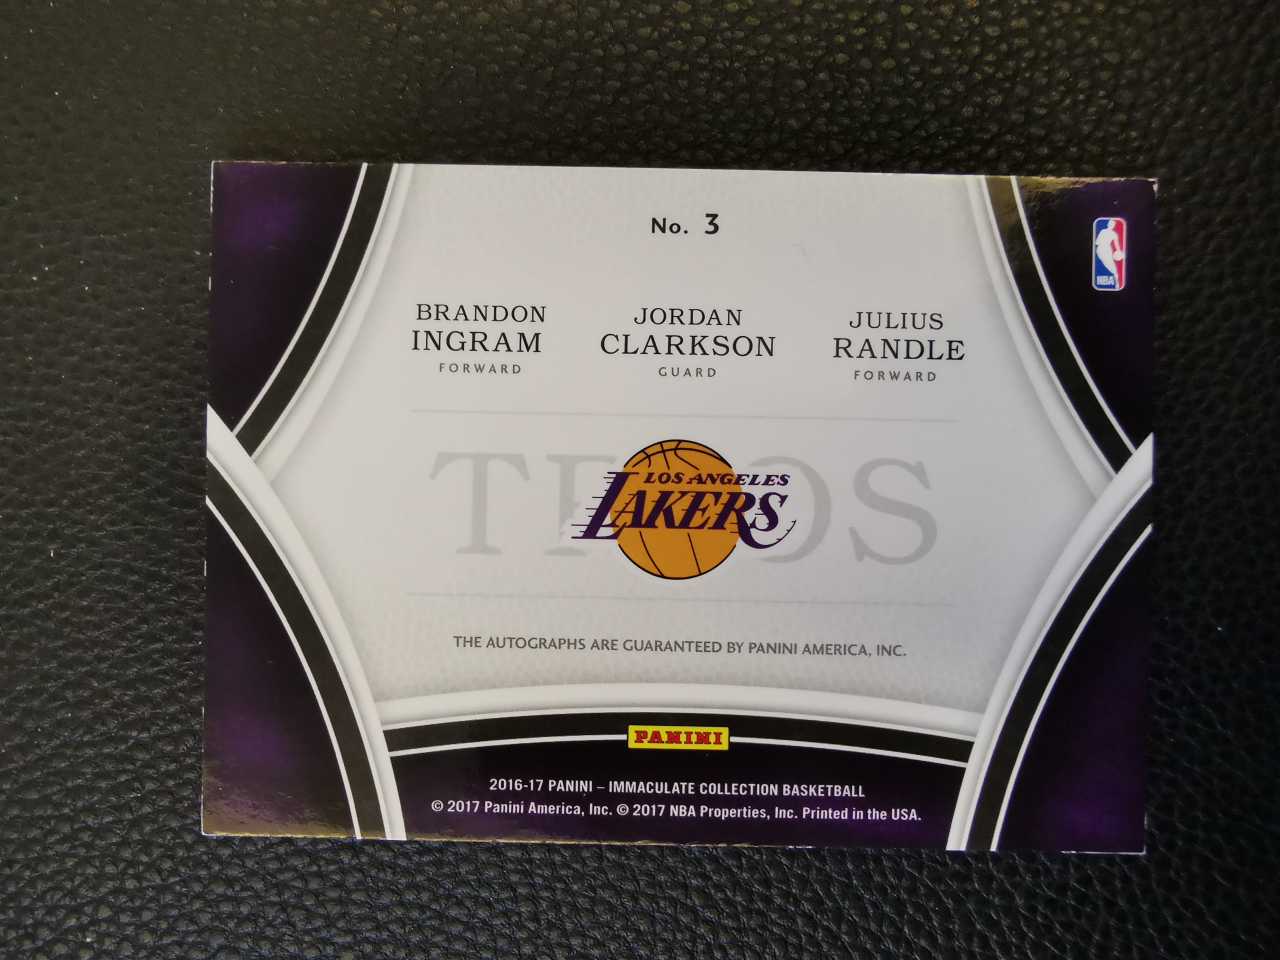 No. 3
NBA
BRANDON INGRAM
FORWARD
JORDAN CLARKSON
GUARD
JULIUS RANDLE
FORWARD
LOS ANGELES
LAKERS
THE AUTOGRAPHS ARE GUARANTEED BY PANINI AMERICA, INC.
PANINI
2016-17 PANINI – IMMACULATE COLLECTION BASKETBALL
© 2017 Panini America, Inc. © 2017 NBA Properties, Inc. Printed in the USA.